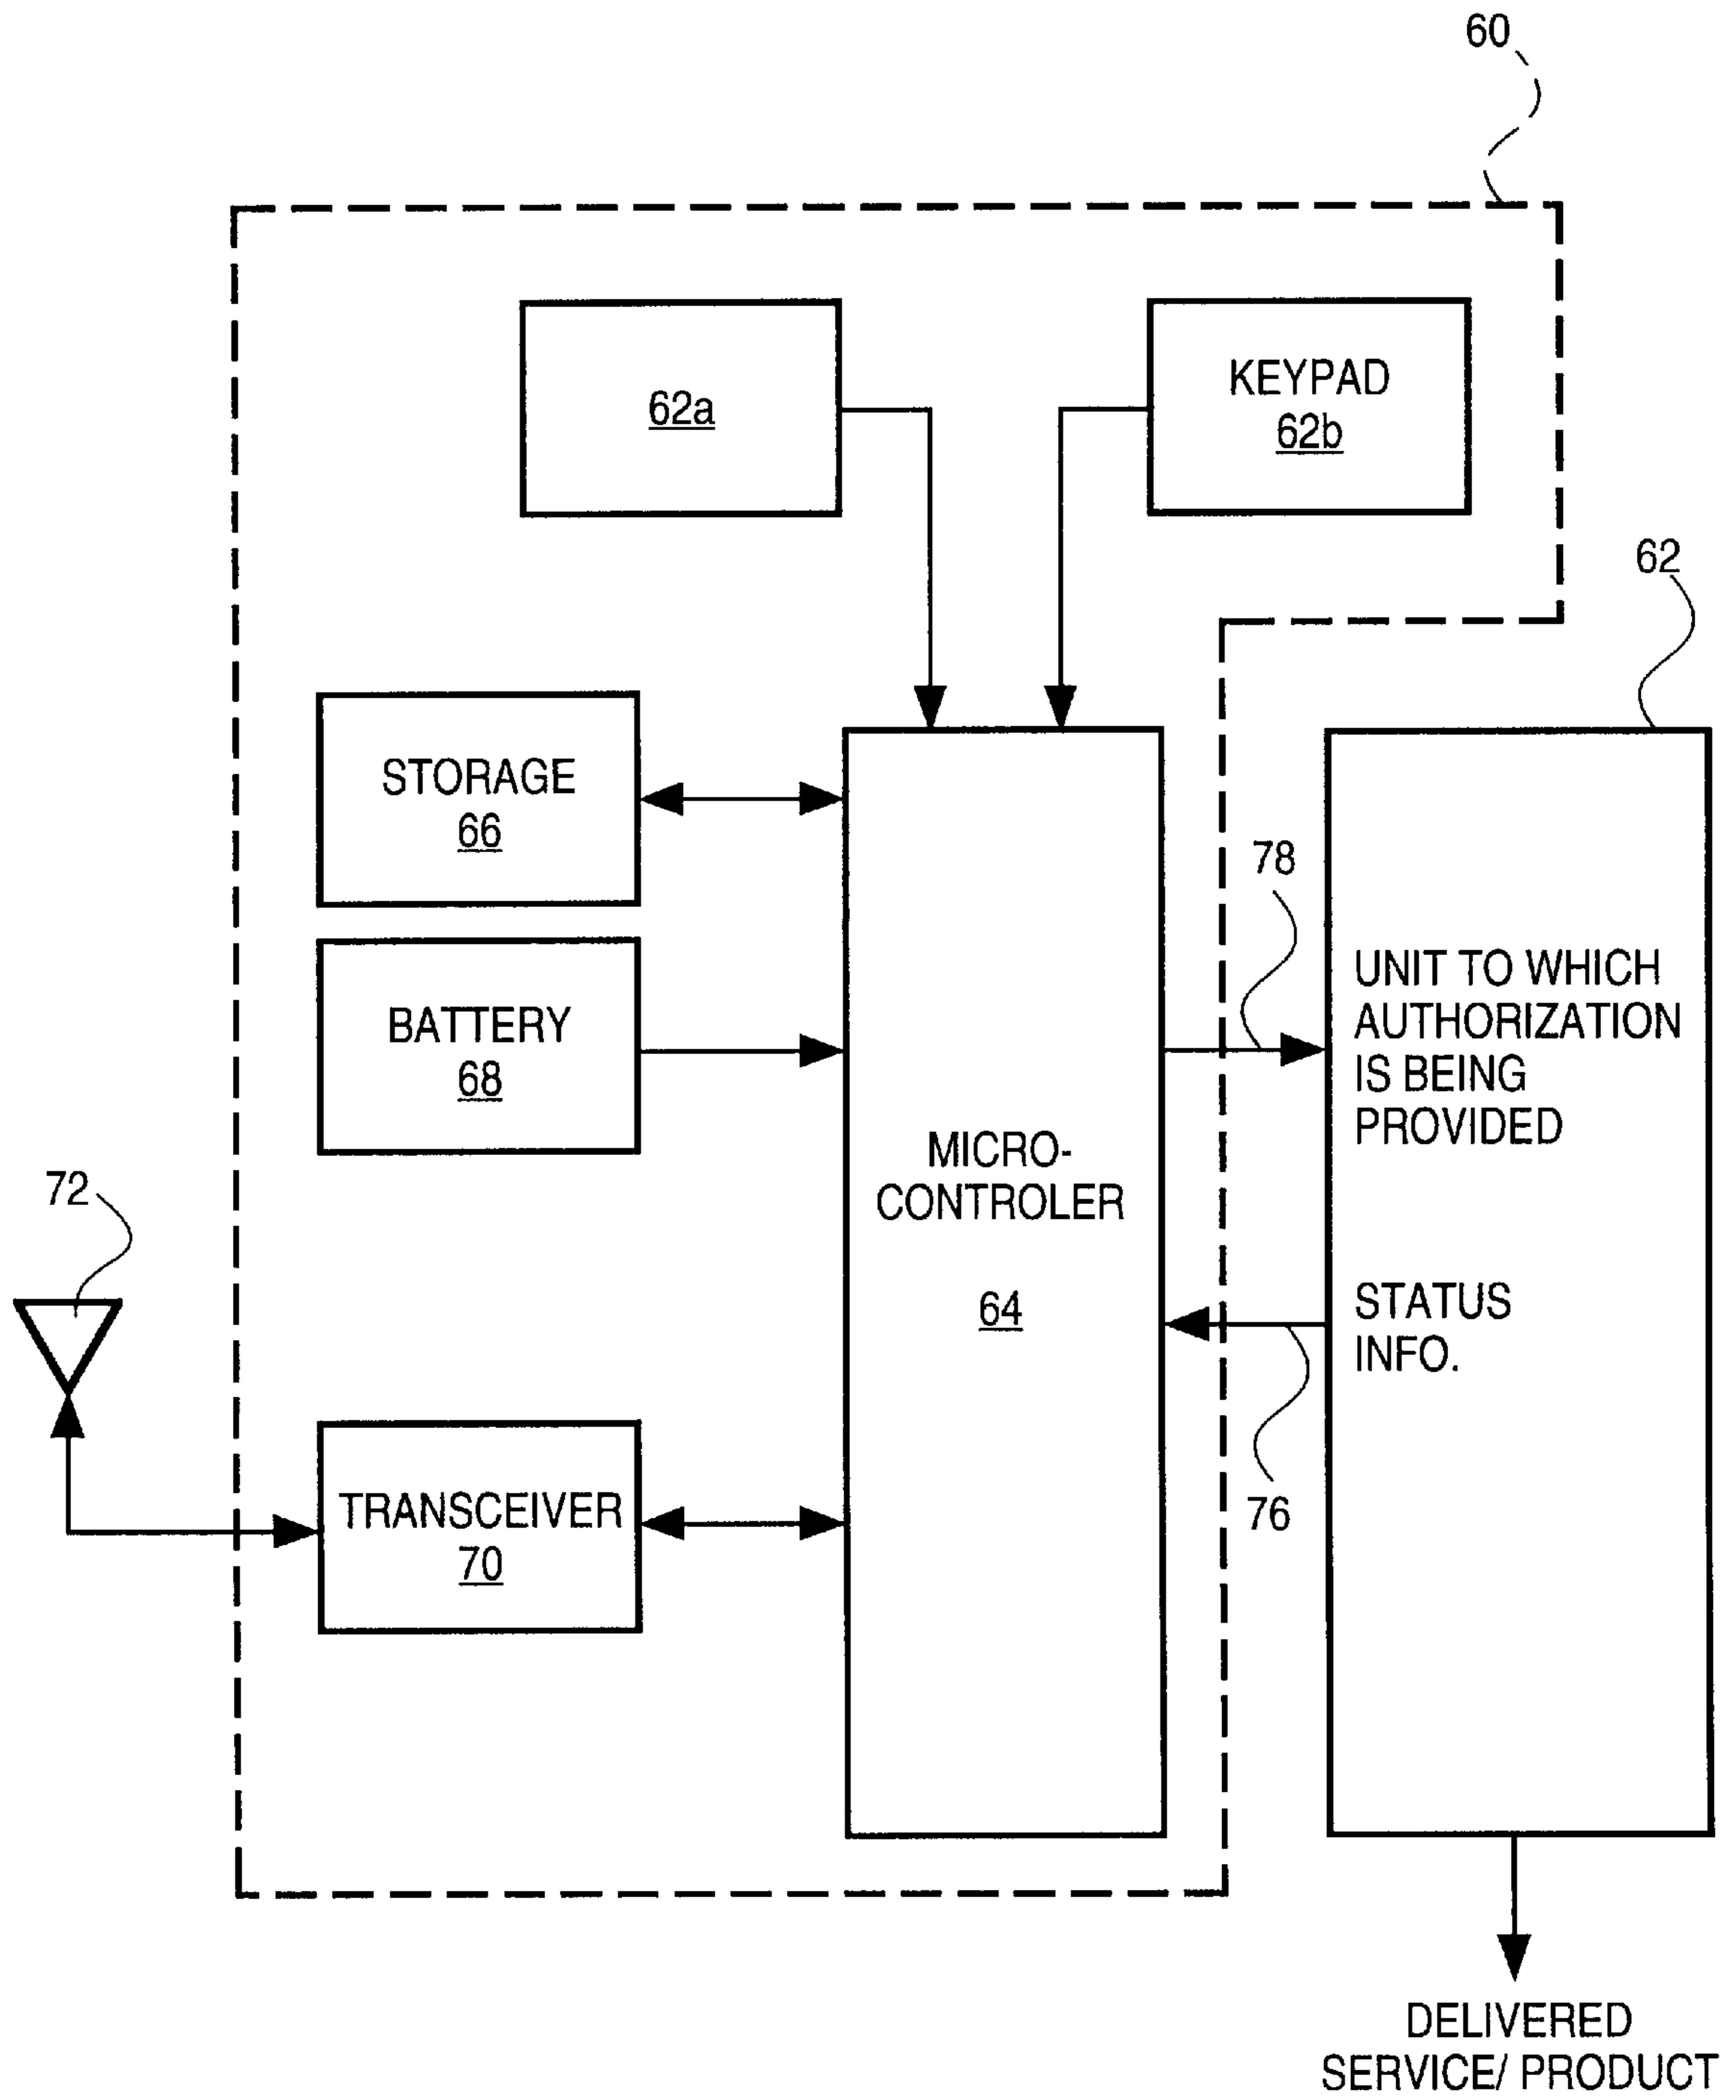 60
62a
KEYPAD
62b
62
STORAGE
66
78
BATTERY
68
UNIT TO WHICH
AUTHORIZATION
IS BEING
PROVIDED
MICRO-
CONTROLER
64
72
STATUS
INFO.
76
TRANSCEIVER
70
DELIVERED
SERVICE/ PRODUCT